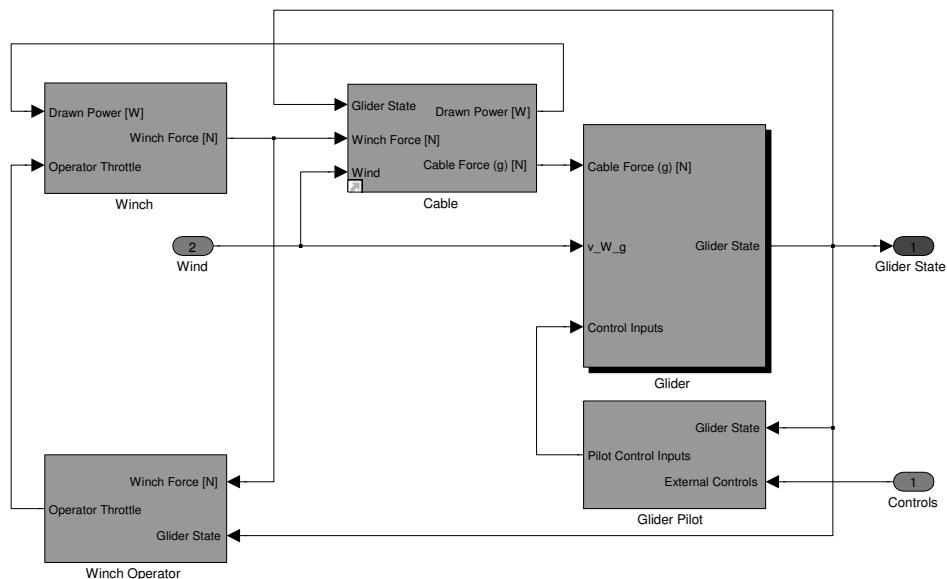 Drawn Power [W]
Winch Force [N]
Operator Throttle
Winch
Glider State
Drawn Power [W]
Winch Force [N]
Cable Force (g) [N]
Wind
Cable
2
Wind
Cable Force (g) [N]
v_W_g
Glider State
Control Inputs
Glider
1
Glider State
Glider State
Pilot Control Inputs
External Controls
Glider Pilot
1
Controls
Winch Force [N]
Operator Throttle
Glider State
Winch Operator